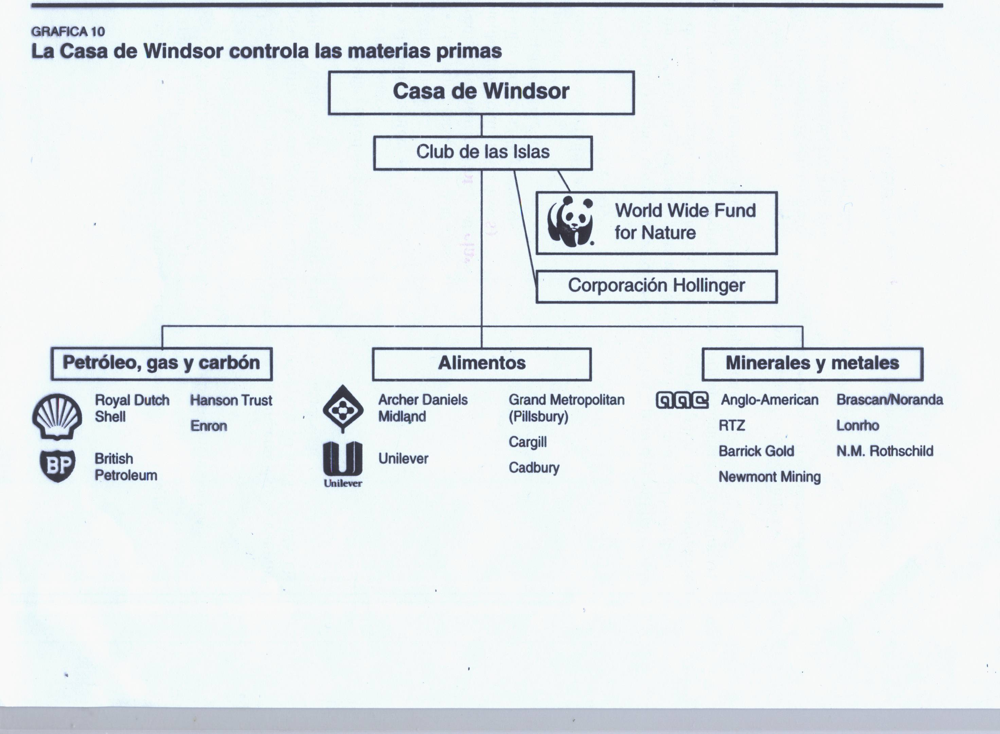 GRAFICA 10
La Casa de Windsor controla las materias primas
Casa de Windsor
Club de las Islas
World Wide Fund
for Nature
Corporación Hollinger
Petróleo, gas y carbón
Royal Dutch
Shell
BP
British
Petroleum
Hanson Trust
Enron
Alimentos
Archer Daniels
Midland
Unilever
Unilever
Grand Metropolitan
(Pillsbury)
Cargill
Cadbury
Minerales y metales
aac
Anglo-American
RTZ
Barrick Gold
Newmont Mining
Brascan/Noranda
Lonrho
N.M. Rothschild